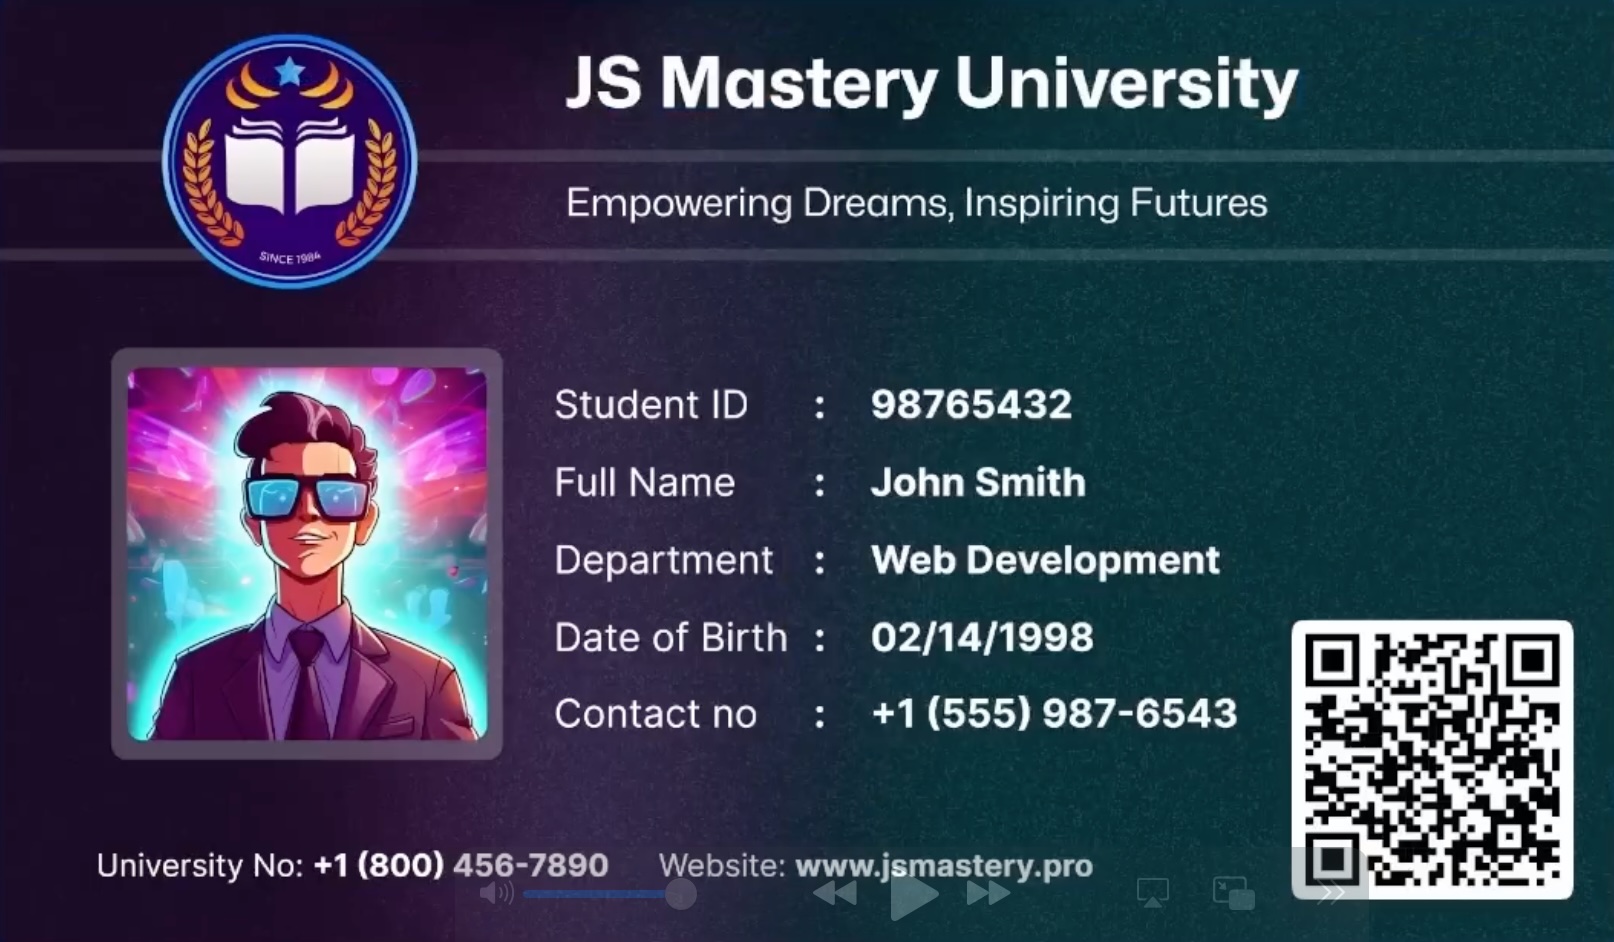 JS Mastery University
Empowering Dreams, Inspiring Futures
SINCE 1984
Student ID : 98765432
Full Name : John Smith
Department : Web Development
Date of Birth : 02/14/1998
Contact no : +1 (555) 987-6543
University No: +1 (800) 456-7890 Website: www.jsmastery.pro